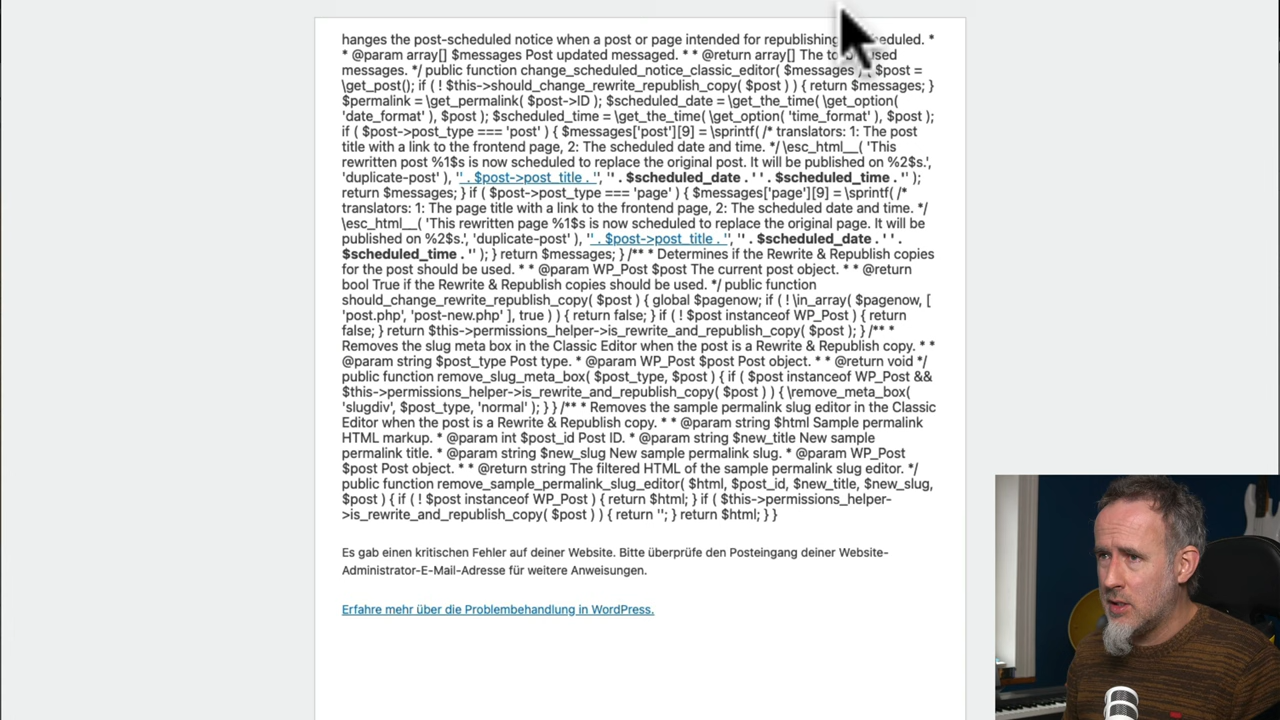 hanges the post-scheduled notice when a post or page intended for republishing scheduled. *
* @param array[] $messages Post updated messaged. * * @return array[] The to used
messages. */ public function change_scheduled_notice_classic_editor( $messages ) { $post =
\get_post(); if ( ! $this->should_change_rewrite_republish_copy( $post ) ) { return $messages; }
$permalink = \get_permalink( $post->ID ); $scheduled_date = \get_the_time( \get_option(
'date_format' ), $post ); $scheduled_time = \get_the_time( \get_option( 'time_format' ), $post );
if ( $post->post_type === 'post' ) { $messages['post'][9] = \sprintf( /* translators: 1: The post
title with a link to the frontend page, 2: The scheduled date and time. */ \esc_html__( 'This
rewritten post %1$s is now scheduled to replace the original post. It will be published on %2$s.',
'duplicate-post' ), '' . $post->post_title . '', '' . $scheduled_date . ' ' . $scheduled_time . '' );
return $messages; } if ( $post->post_type === 'page' ) { $messages['page'][9] = \sprintf( /*
translators: 1: The page title with a link to the frontend page, 2: The scheduled date and time. */
\esc_html__( 'This rewritten page %1$s is now scheduled to replace the original page. It will be
published on %2$s.', 'duplicate-post' ), '' . $post->post_title . '', '' . $scheduled_date . ' ' .
$scheduled_time . '' ); } return $messages; } /** * Determines if the Rewrite & Republish copies
for the post should be used. * * @param WP_Post $post The current post object. * * @return
bool True if the Rewrite & Republish copies should be used. */ public function
should_change_rewrite_republish_copy( $post ) { global $pagenow; if ( ! \in_array( $pagenow, [
'post.php', 'post-new.php' ], true ) ) { return false; } if ( ! $post instanceof WP_Post ) { return
false; } return $this->permissions_helper->is_rewrite_and_republish_copy( $post ); } /** *
Removes the slug meta box in the Classic Editor when the post is a Rewrite & Republish copy. * *
@param string $post_type Post type. * @param WP_Post $post Post object. * * @return void */
public function remove_slug_meta_box( $post_type, $post ) { if ( $post instanceof WP_Post &&
$this->permissions_helper->is_rewrite_and_republish_copy( $post ) ) { \remove_meta_box(
'slugdiv', $post_type, 'normal' ); } } /** * Removes the sample permalink slug editor in the Classic
Editor when the post is a Rewrite & Republish copy. * * @param string $html Sample permalink
HTML markup. * @param int $post_id Post ID. * @param string $new_title New sample
permalink title. * @param string $new_slug New sample permalink slug. * @param WP_Post
$post Post object. * * @return string The filtered HTML of the sample permalink slug editor. */
public function remove_sample_permalink_slug_editor( $html, $post_id, $new_title, $new_slug,
$post ) { if ( ! $post instanceof WP_Post ) { return $html; } if ( $this->permissions_helper-
>is_rewrite_and_republish_copy( $post ) ) { return ''; } return $html; } }
Es gab einen kritischen Fehler auf deiner Website. Bitte überprüfe den Posteingang deiner Website-
Administrator-E-Mail-Adresse für weitere Anweisungen.
Erfahre mehr über die Problembehandlung in WordPress.